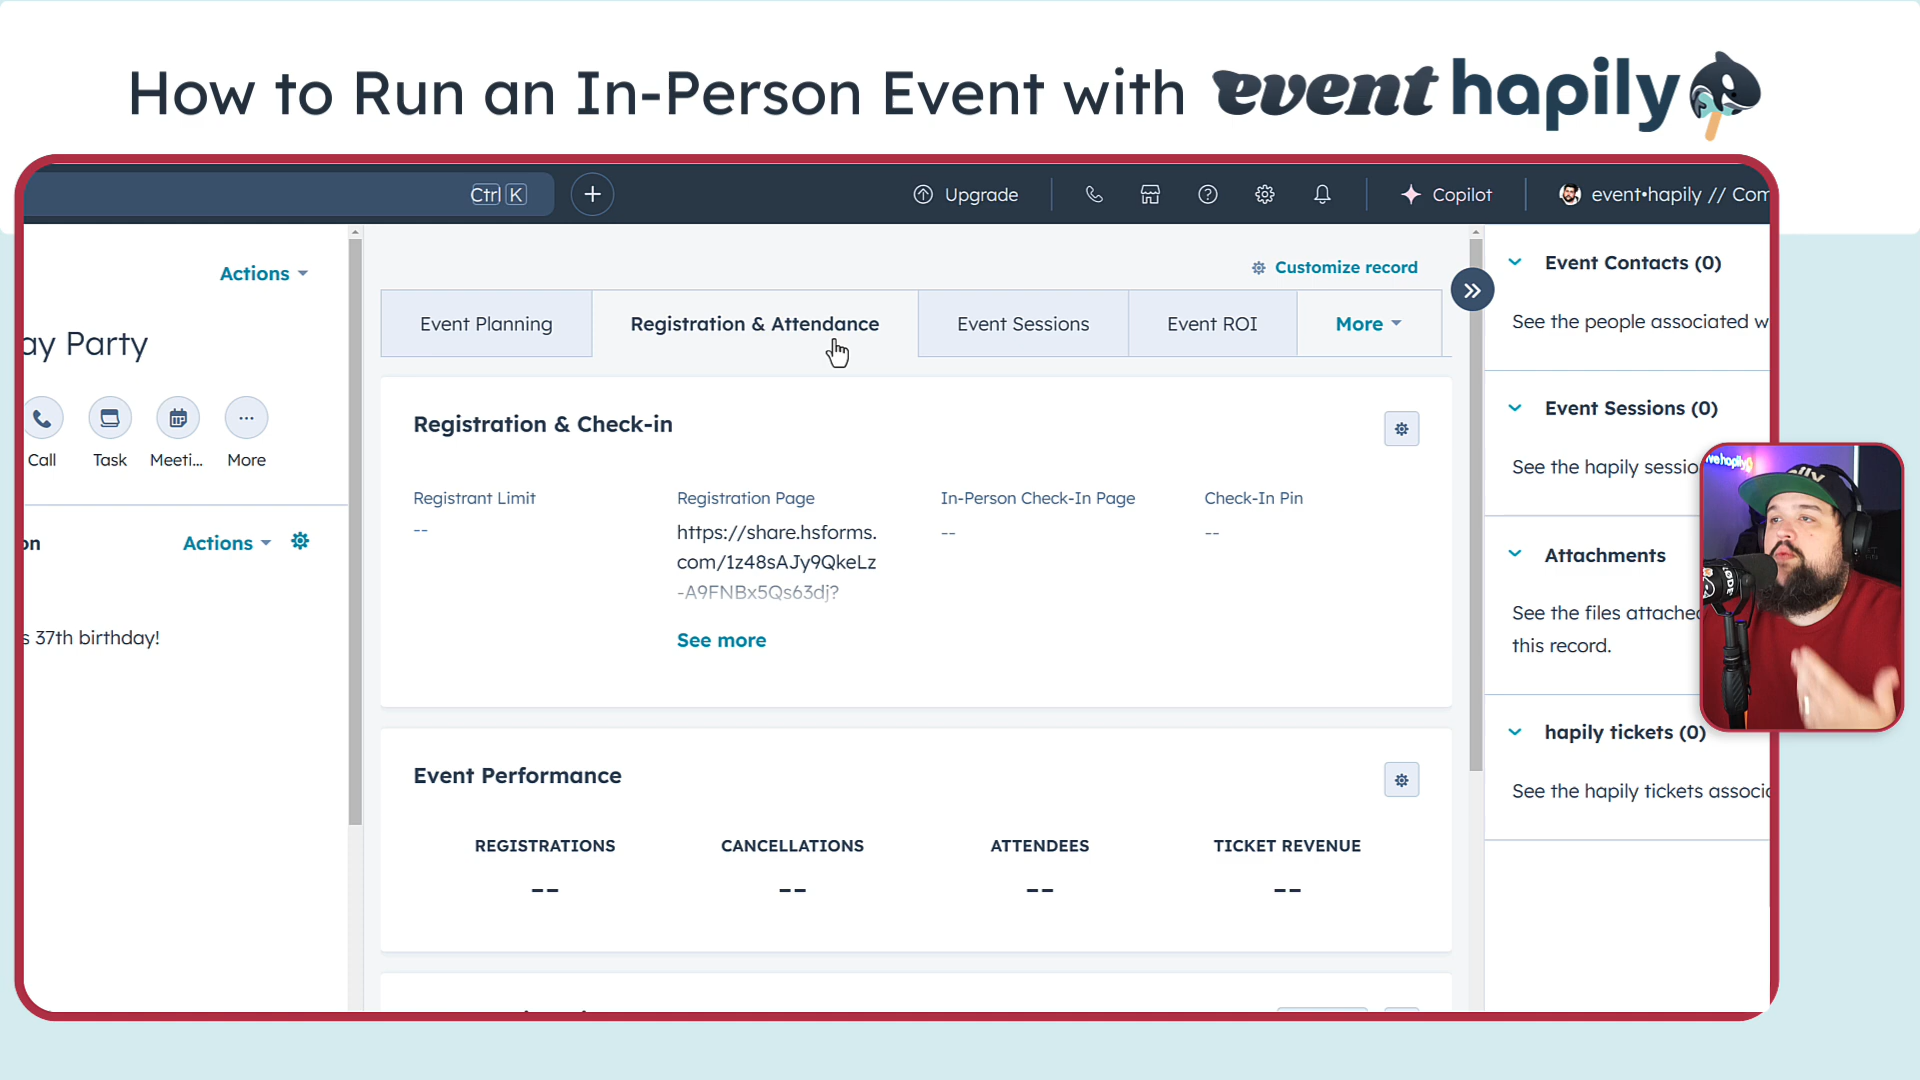 How to Run an In-Person Event with event hapily
Ctrl K
Upgrade
Copilot
event•hapily // Com
Actions
ay Party
Call
Task
Meeti...
More
on
Actions
s 37th birthday!
Customize record
Event Planning
Registration & Attendance
Event Sessions
Event ROI
More
Registration & Check-in
Registrant Limit
--
Registration Page
https://share.hsforms.
com/1z48sAJy9QkeLz
-A9FNBx5Qs63dj?
See more
In-Person Check-In Page
--
Check-In Pin
--
Event Performance
REGISTRATIONS
--
CANCELLATIONS
--
ATTENDEES
--
TICKET REVENUE
--
Event Contacts (0)
See the people associated w
Event Sessions (0)
See the hapily sessio
Attachments
See the files attache
this record.
hapily tickets (0)
See the hapily tickets associ
RØDE